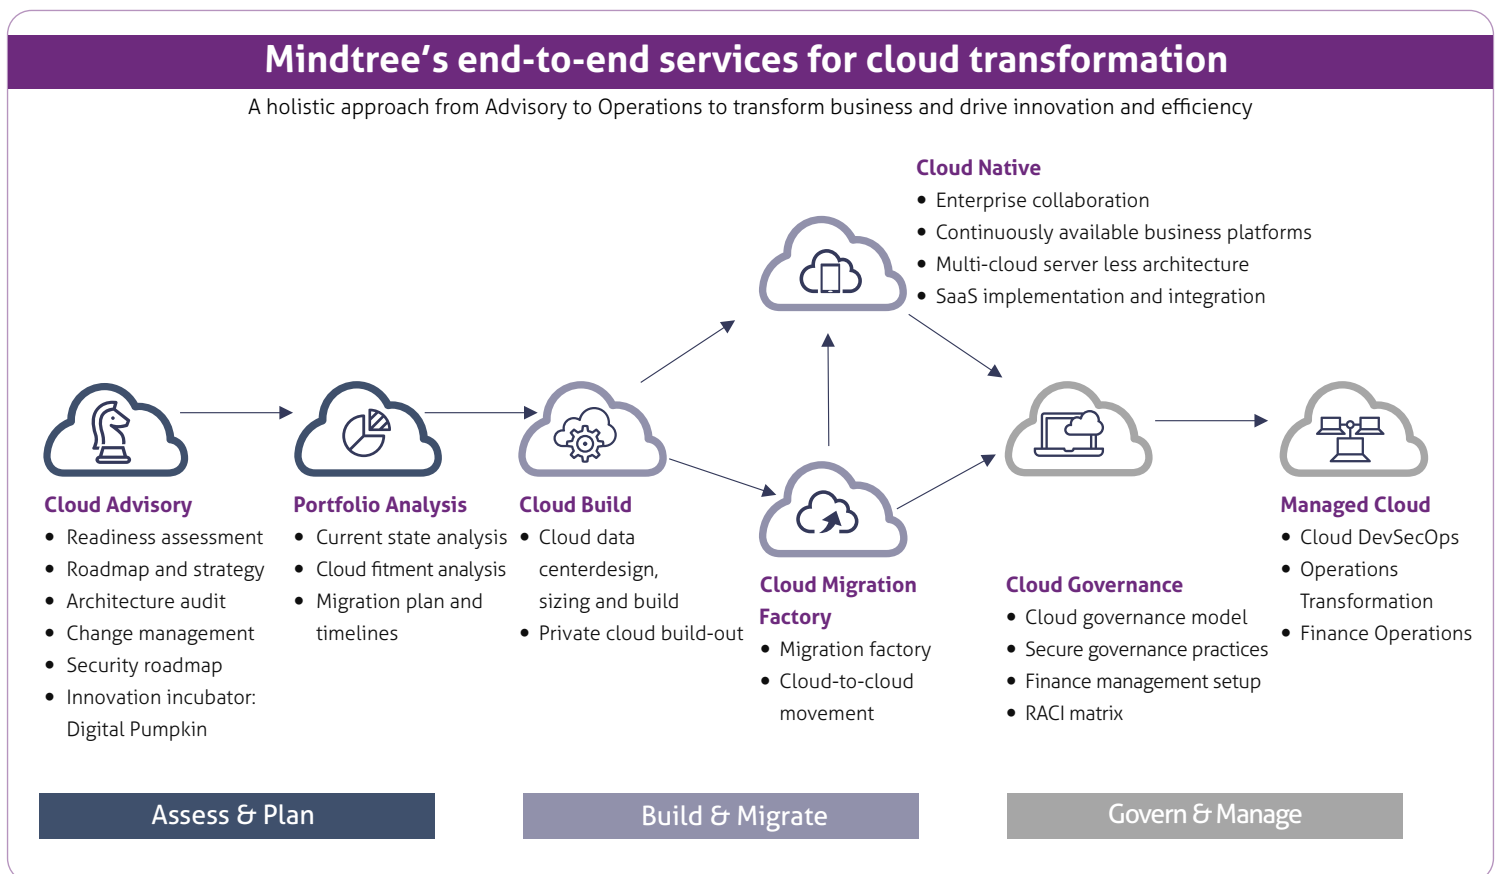 Mindtree’s end-to-end services for cloud transformation
A holistic approach from Advisory to Operations to transform business and drive innovation and efficiency
Cloud Native
• Enterprise collaboration
• Continuously available business platforms
• Multi-cloud server less architecture
• SaaS implementation and integration
Cloud Advisory
• Readiness assessment
• Roadmap and strategy
• Architecture audit
• Change management
• Security roadmap
• Innovation incubator:
Digital Pumpkin
Portfolio Analysis
• Current state analysis
• Cloud fitment analysis
• Migration plan and
timelines
Cloud Build
• Cloud data
centerdesign,
sizing and build
• Private cloud build-out
Cloud Migration
Factory
• Migration factory
• Cloud-to-cloud
movement
Cloud Governance
• Cloud governance model
• Secure governance practices
• Finance management setup
• RACI matrix
Managed Cloud
• Cloud DevSecOps
• Operations
Transformation
• Finance Operations
Assess & Plan
Build & Migrate
Govern & Manage